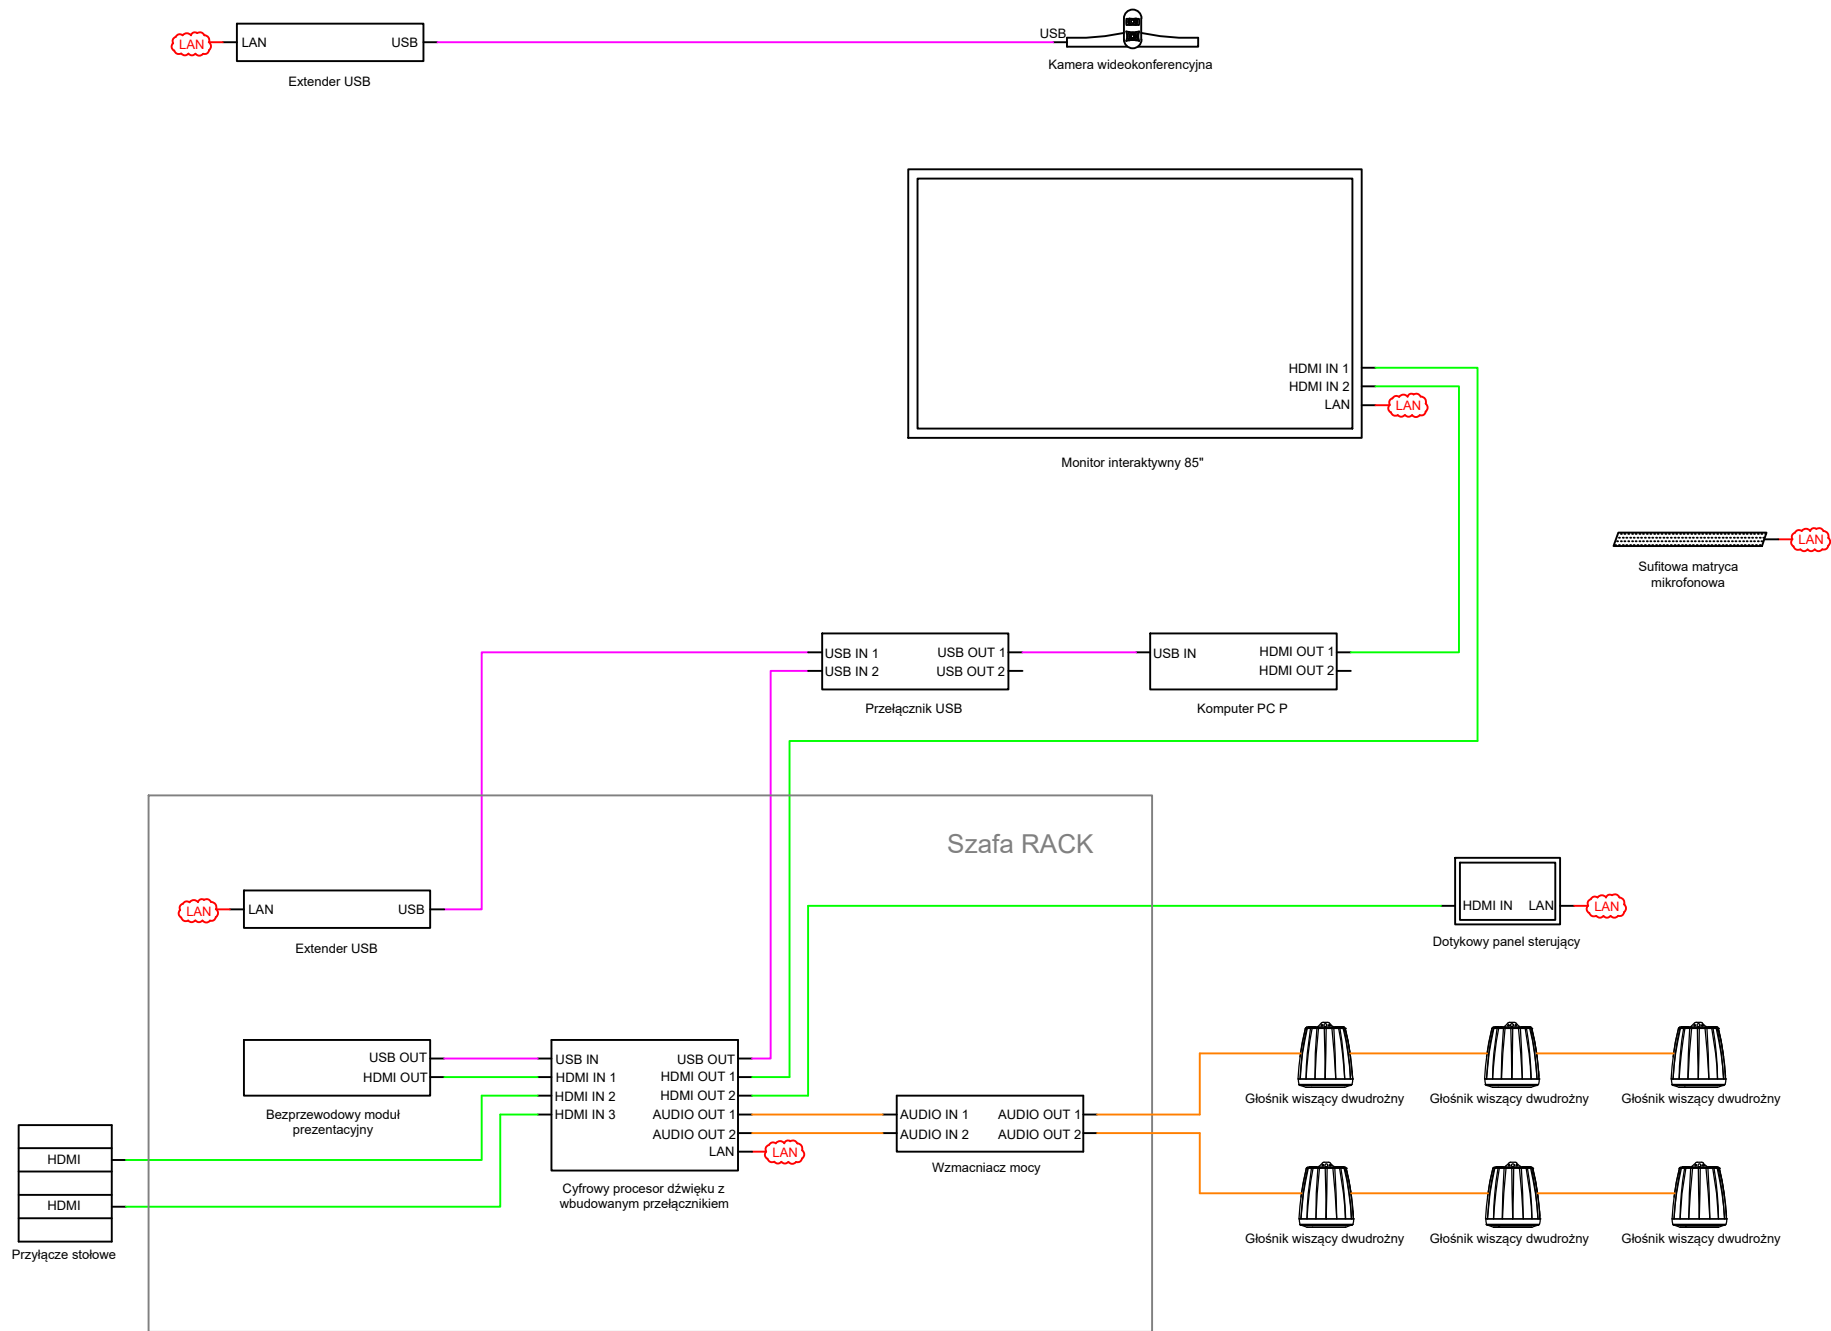 LAN
LAN
USB
Extender USB
USB
Kamera wideokonferencyjna
HDMI IN 1
HDMI IN 2
LAN
LAN
Monitor interaktywny 85"
LAN
Sufitowa matryca
mikrofonowa
USB IN 1
USB IN 2
USB OUT 1
USB OUT 2
Przełącznik USB
USB IN
HDMI OUT 1
HDMI OUT 2
Komputer PC P
Szafa RACK
LAN
LAN
USB
Extender USB
HDMI IN
LAN
LAN
Dotykowy panel sterujący
USB OUT
HDMI OUT
Bezprzewodowy moduł
prezentacyjny
USB IN
HDMI IN 1
HDMI IN 2
HDMI IN 3
USB OUT
HDMI OUT 1
HDMI OUT 2
AUDIO OUT 1
AUDIO OUT 2
LAN
LAN
Cyfrowy procesor dźwięku z
wbudowanym przełącznikiem
AUDIO IN 1
AUDIO IN 2
AUDIO OUT 1
AUDIO OUT 2
Wzmacniacz mocy
Głośnik wiszący dwudrożny
Głośnik wiszący dwudrożny
Głośnik wiszący dwudrożny
Głośnik wiszący dwudrożny
Głośnik wiszący dwudrożny
Głośnik wiszący dwudrożny
HDMI
HDMI
Przyłącze stołowe